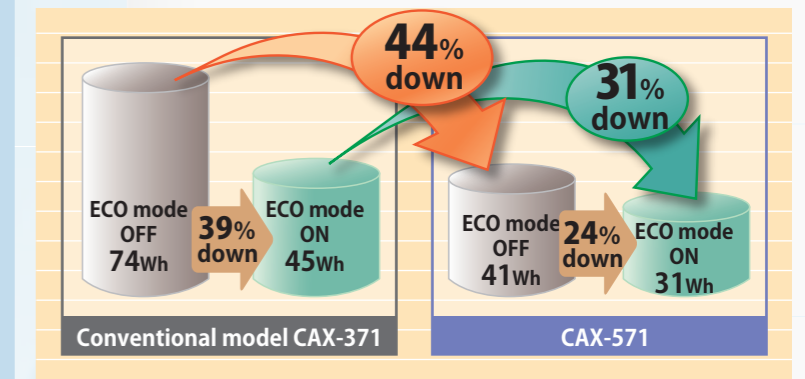 44%
down
31%
down
ECO mode
OFF
74Wh
39%
down
ECO mode
ON
45Wh
ECO mode
OFF
41Wh
24%
down
ECO mode
ON
31Wh
Conventional model CAX-371
CAX-571